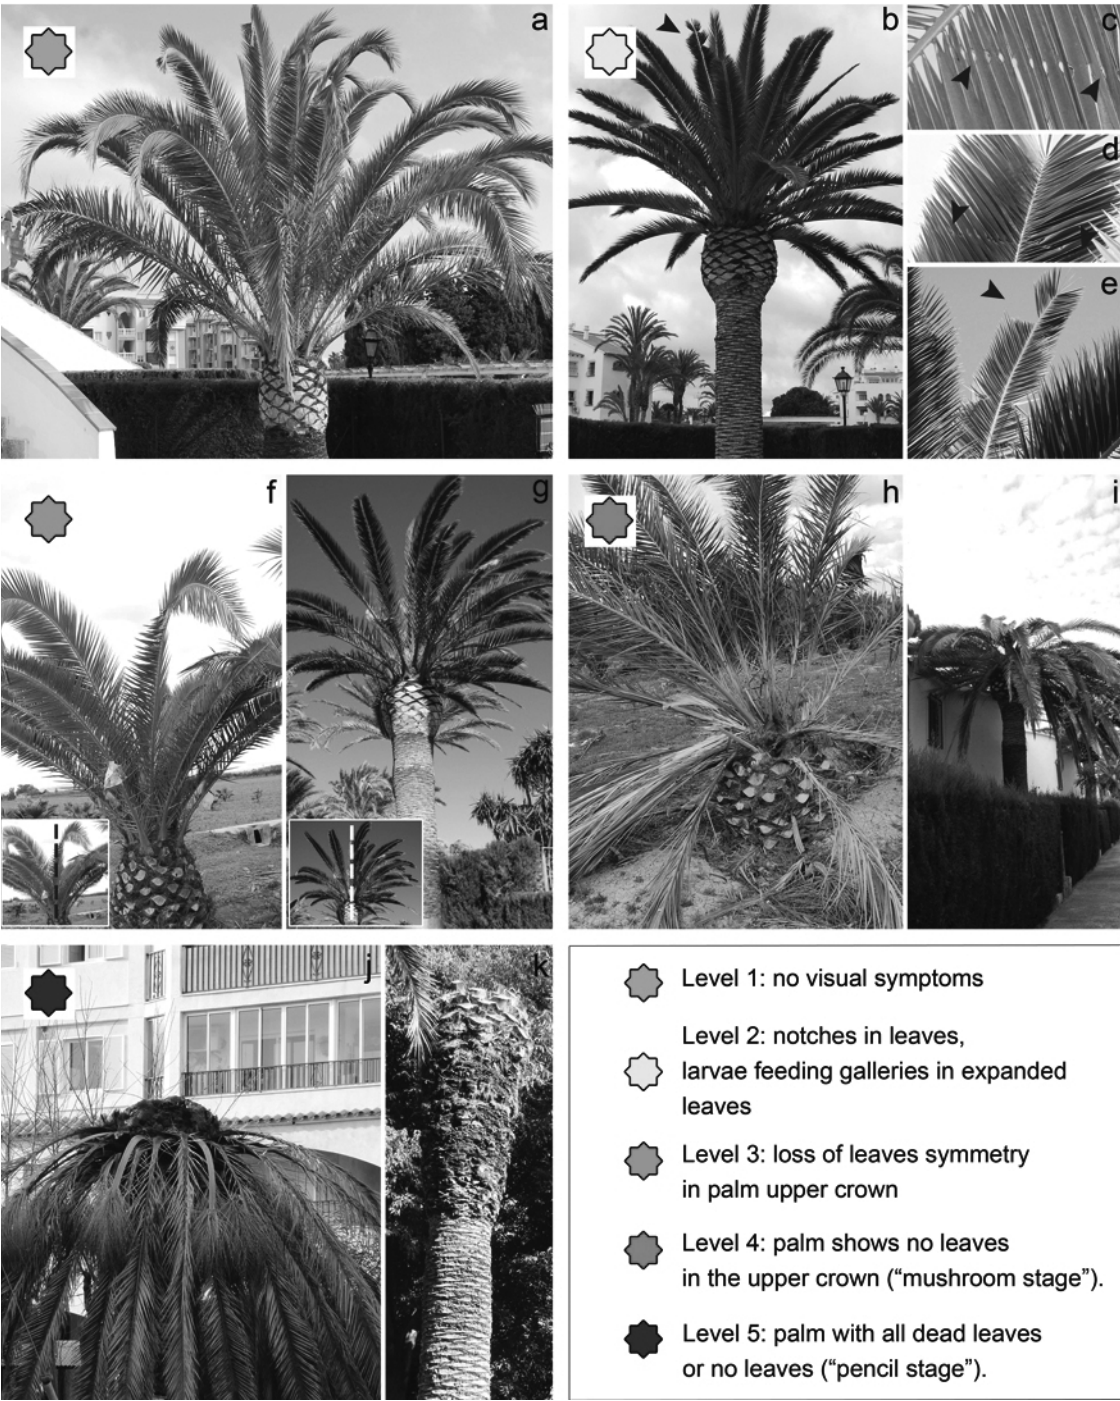 a
b
c
d
e
f
g
h
i
j
k
Level 1: no visual symptoms
Level 2: notches in leaves,
larvae feeding galleries in expanded
leaves
Level 3: loss of leaves symmetry
in palm upper crown
Level 4: palm shows no leaves
in the upper crown (“mushroom stage”).
Level 5: palm with all dead leaves
or no leaves (“pencil stage”).